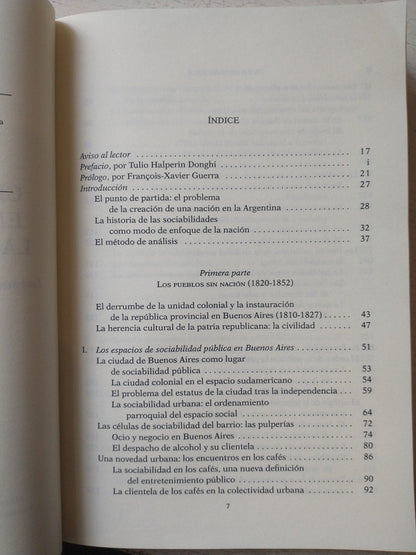 ÍNDICE
Aviso al lector . . . . . . . . . . . . . . . . . . . . . . . . . . . . 17
Prefacio, por Tulio Halperin Donghi . . . . . . . . . . . . . . . . i
Prólogo, por François-Xavier Guerra . . . . . . . . . . . . . . . . 21
Introducción . . . . . . . . . . . . . . . . . . . . . . . . . . . . 27
El punto de partida: el problema
de la creación de una nación en la Argentina . . . . . . . . . . 28
La historia de las sociabilidades
como modo de enfoque de la nación . . . . . . . . . . . . . . 32
El método de análisis . . . . . . . . . . . . . . . . . . . . . . . . 37
Primera parte
LOS PUEBLOS SIN NACIÓN (1820-1852)
El derrumbe de la unidad colonial y la instauración
de la república provincial en Buenos Aires (1810-1827) . . . . . . 43
La herencia cultural de la patria republicana: la civilidad . . . . 47
I. Los espacios de sociabilidad pública en Buenos Aires . . . . . . 51
La ciudad de Buenos Aires como lugar
de sociabilidad pública . . . . . . . . . . . . . . . . . . . . . . 53
La ciudad colonial en el espacio sudamericano . . . . . . . . 54
El problema del estatus de la ciudad tras la independencia . . . 59
La sociabilidad urbana: el ordenamiento
parroquial del espacio social . . . . . . . . . . . . . . . . . . 64
Las células de sociabilidad del barrio: las pulperías . . . . . . 72
Ocio y negocio en Buenos Aires . . . . . . . . . . . . . . . . 74
El despacho de alcohol y su clientela . . . . . . . . . . . . . 80
Una novedad urbana: los encuentros en los cafés . . . . . . . . 86
La sociabilidad en los cafés, una nueva definición
del entretenimiento público . . . . . . . . . . . . . . . . . . 90
La clientela de los cafés en la colectividad urbana . . . . . . . 92
7